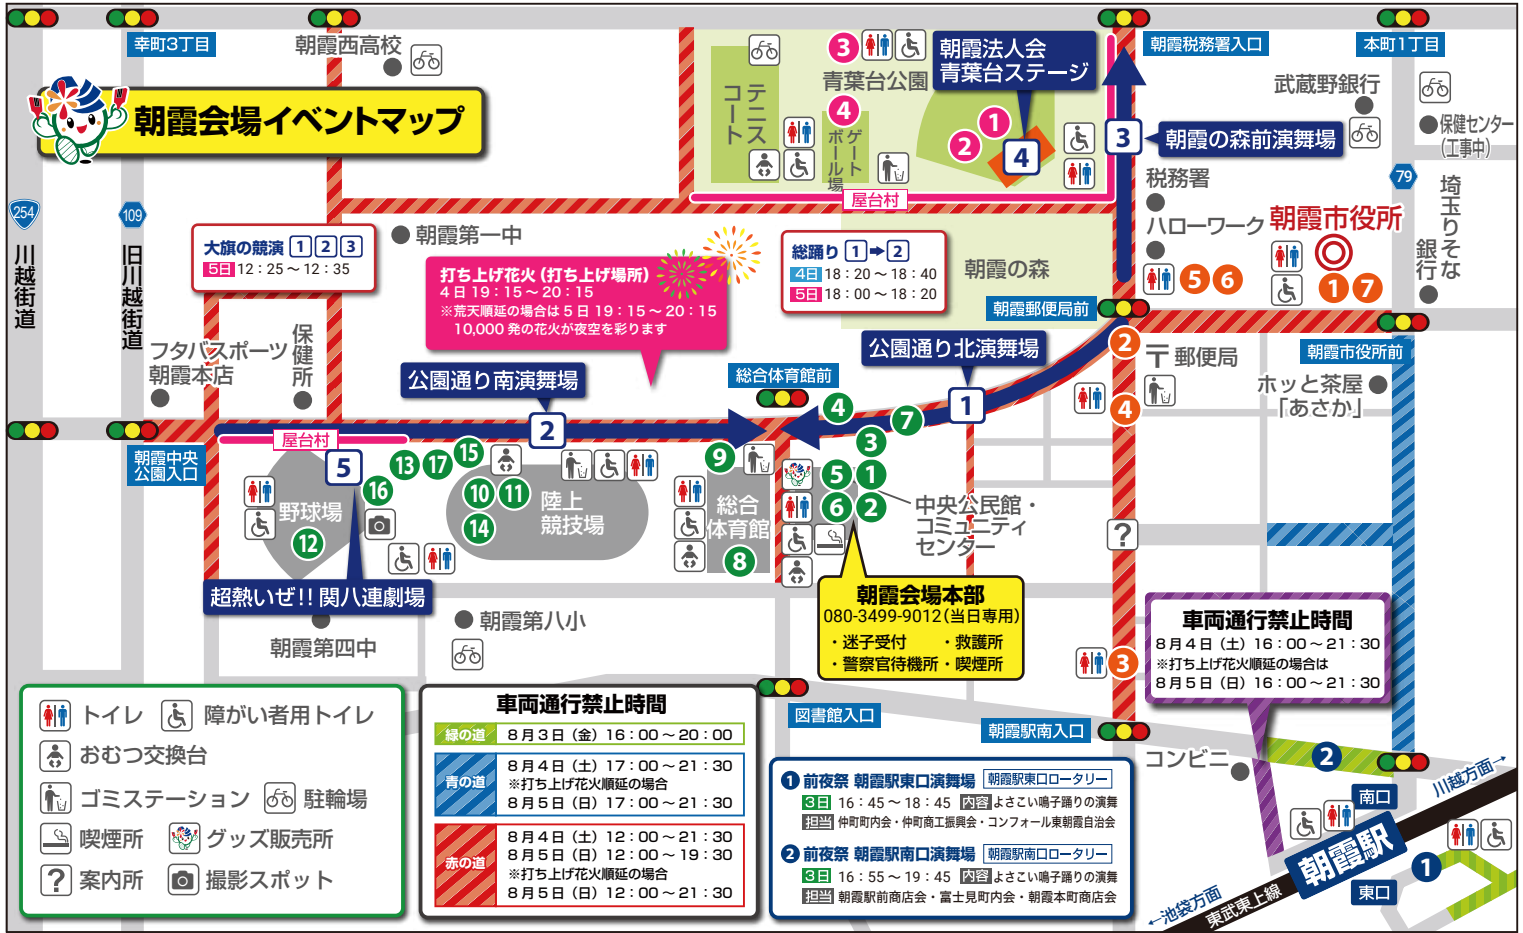 幸町3丁目
朝霞西高校
朝霞税務署入口
本町1丁目
朝霞会場イベントマップ
テニスコート
3
青葉台公園
4
ゲートボール場
朝霞法人会
青葉台ステージ
1
2
4
屋台村
3
朝霞の森前演舞場
武蔵野銀行
保健センター
(工事中)
79
埼玉りそな
銀行
税務署
ハローワーク
朝霞市役所
5 6
1 7
254
川越街道
109
旧川越街道
大旗の競演 1 2 3
5日 12:25～12:35
朝霞第一中
打ち上げ花火(打ち上げ場所)
4日 19:15～20:15
※荒天順延の場合は5日 19:15～20:15
10,000発の花火が夜空を彩ります
総踊り 1➡2
4日 18:20～18:40
5日 18:00～18:20
朝霞の森
朝霞郵便局前
フタバスポーツ
朝霞本店
保健所
公園通り南演舞場
2
総合体育館前
公園通り北演舞場
1
2
〒郵便局
4
朝霞市役所前
ホッと茶屋
「あさか」
朝霞中央
公園入口
屋台村
5
野球場
12
16
13 17 15
10 11
14
陸上
競技場
9
総合
体育館
8
4
7
3
5 1
6 2
中央公民館・
コミュニティ
センター
?
超熱いぜ!!関八連劇場
朝霞第四中
朝霞第八小
朝霞会場本部
080-3499-9012(当日専用)
・迷子受付 ・救護所
・警察官待機所・喫煙所
3
車両通行禁止時間
8月4日(土)16:00～21:30
※打ち上げ花火順延の場合は
8月5日(日)16:00～21:30
トイレ 障がい者用トイレ
おむつ交換台
ゴミステーション 駐輪場
喫煙所 グッズ販売所
? 案内所 撮影スポット
車両通行禁止時間
緑の道 8月3日(金)16:00～20:00
青の道
8月4日(土)17:00～21:30
※打ち上げ花火順延の場合
8月5日(日)17:00～21:30
赤の道
8月4日(土)12:00～21:30
8月5日(日)12:00～19:30
※打ち上げ花火順延の場合
8月5日(日)12:00～21:30
図書館入口
朝霞駅南入口
コンビニ
2
1 前夜祭 朝霞駅東口演舞場 朝霞駅東口ロータリー
3日 16:45～18:45 内容 よさこい鳴子踊りの演舞
担当 仲町町内会・仲町商工振興会・コンフォール東朝霞自治会
2 前夜祭 朝霞駅南口演舞場 朝霞駅南口ロータリー
3日 16:55～19:45 内容 よさこい鳴子踊りの演舞
担当 朝霞駅前商店会・富士見町内会・朝霞本町商店会
川越方面→
南口
朝霞駅
東口
1
←池袋方面
東武東上線